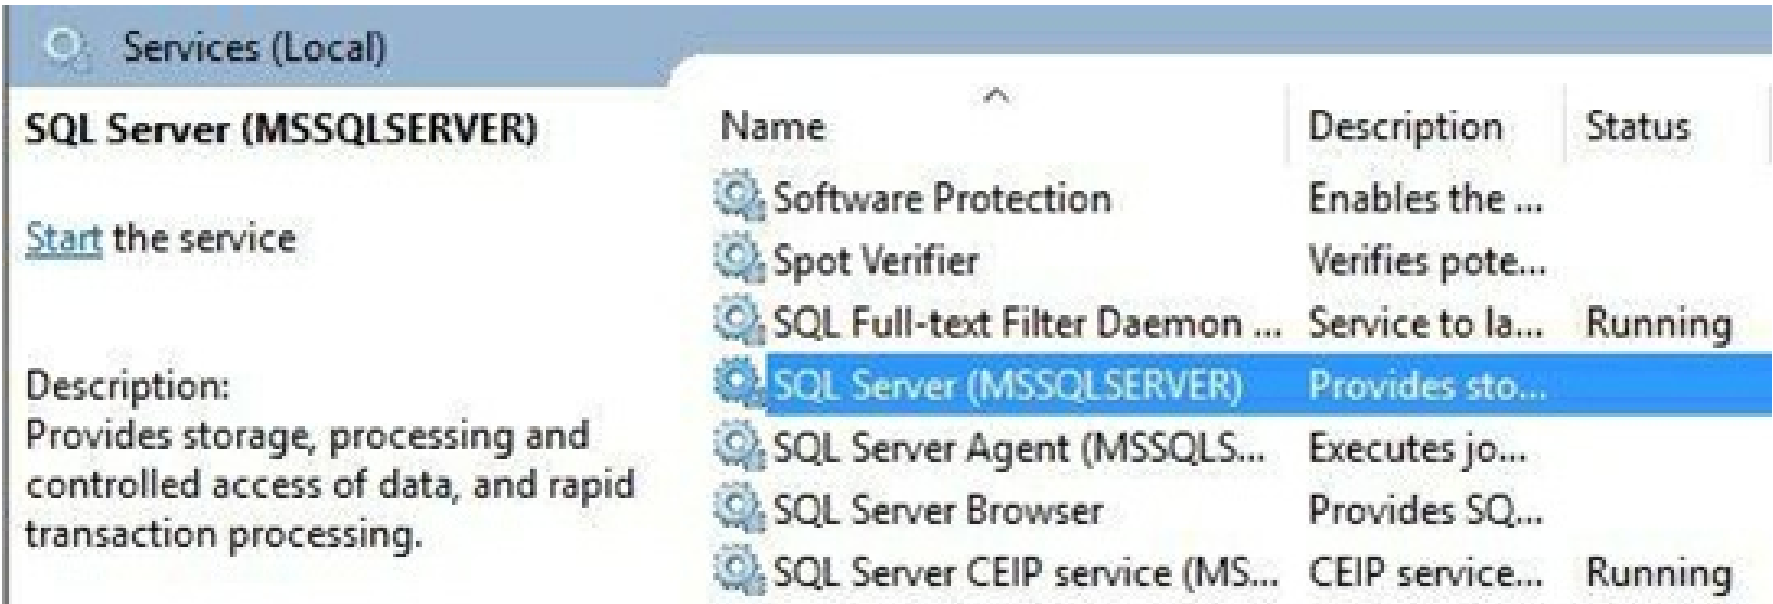 Services (Local)
SQL Server (MSSQLSERVER)
Start the service
Description:
Provides storage, processing and
controlled access of data, and rapid
transaction processing.
Name Description Status
Software Protection Enables the ...
Spot Verifier Verifies pote...
SQL Full-text Filter Daemon ... Service to la... Running
SQL Server (MSSQLSERVER) Provides sto...
SQL Server Agent (MSSQLS... Executes jo...
SQL Server Browser Provides SQ...
SQL Server CEIP service (MS... CEIP service... Running